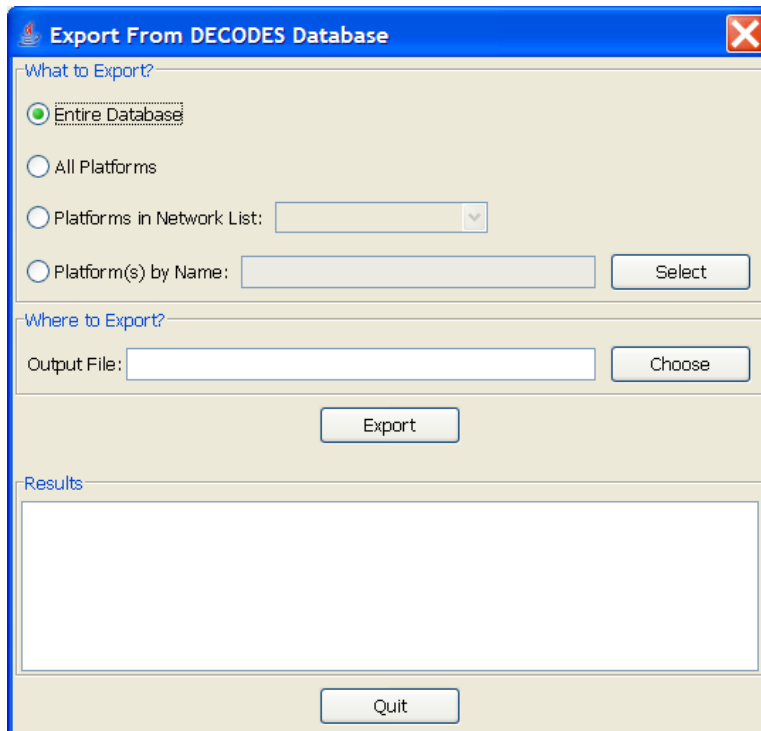 Export From DECODES Database
What to Export?
Entire Database
All Platforms
Platforms in Network List:
Platform(s) by Name: Select
Where to Export?
Output File: Choose
Export
Results
Quit